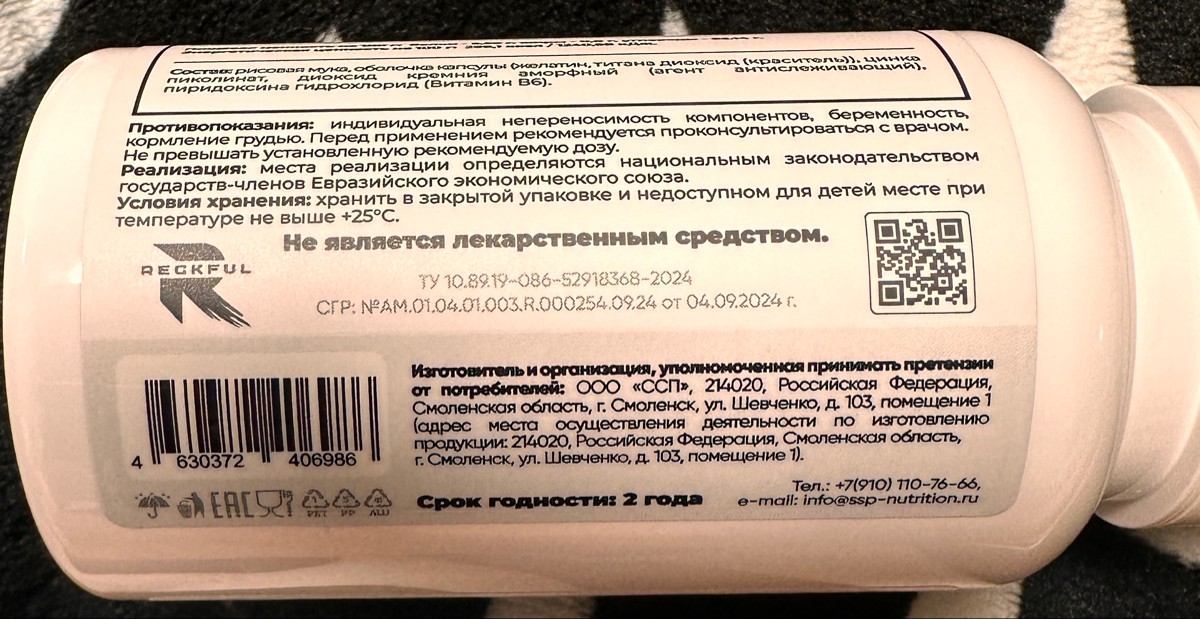 Состав: рисовая мука, оболочка капсулы (желатин, титана диоксид (краситель)), цинка
пиколинат, диоксид кремния аморфный (агент антислеживающий),
пиридоксина гидрохлорид (Витамин В6).
Противопоказания: индивидуальная непереносимость компонентов, беременность,
кормление грудью. Перед применением рекомендуется проконсультироваться с врачом.
Не превышать установленную рекомендуемую дозу.
Реализация: места реализации определяются национальным законодательством
государств-членов Евразийского экономического союза.
Условия хранения: хранить в закрытой упаковке и недоступном для детей месте при
температуре не выше +25°С.
Не является лекарственным средством.
RECKFUL
ТУ 10.89.19-086-52918368-2024
СГР: №AM.01.04.01.003.R.000254.09.24 от 04.09.2024 г.
Изготовитель и организация, уполномоченная принимать претензии
от потребителей: ООО «ССП», 214020, Российская Федерация,
Смоленская область, г. Смоленск, ул. Шевченко, д. 103, помещение 1
(адрес места осуществления деятельности по изготовлению
продукции: 214020, Российская Федерация, Смоленская область,
г. Смоленск, ул. Шевченко, д. 103, помещение 1).
4 630372 406986
EAC
PP
ALU
Срок годности: 2 года
Тел.: +7(910) 110-76-66,
e-mail: info@ssp-nutrition.ru